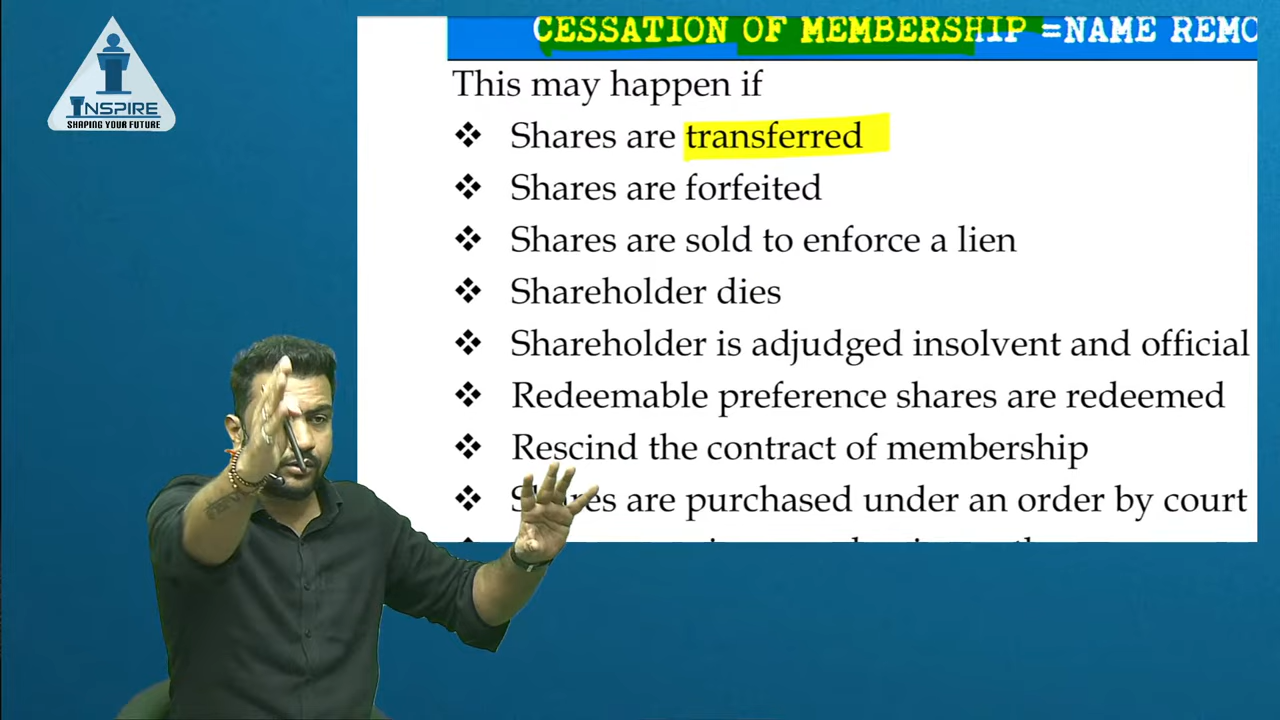 INSPIRE
SHAPING YOUR FUTURE
CESSATION OF MEMBERSHIP =NAME REMO
This may happen if
❖ Shares are transferred
❖ Shares are forfeited
❖ Shares are sold to enforce a lien
❖ Shareholder dies
❖ Shareholder is adjudged insolvent and official
❖ Redeemable preference shares are redeemed
❖ Rescind the contract of membership
❖ Shares are purchased under an order by court